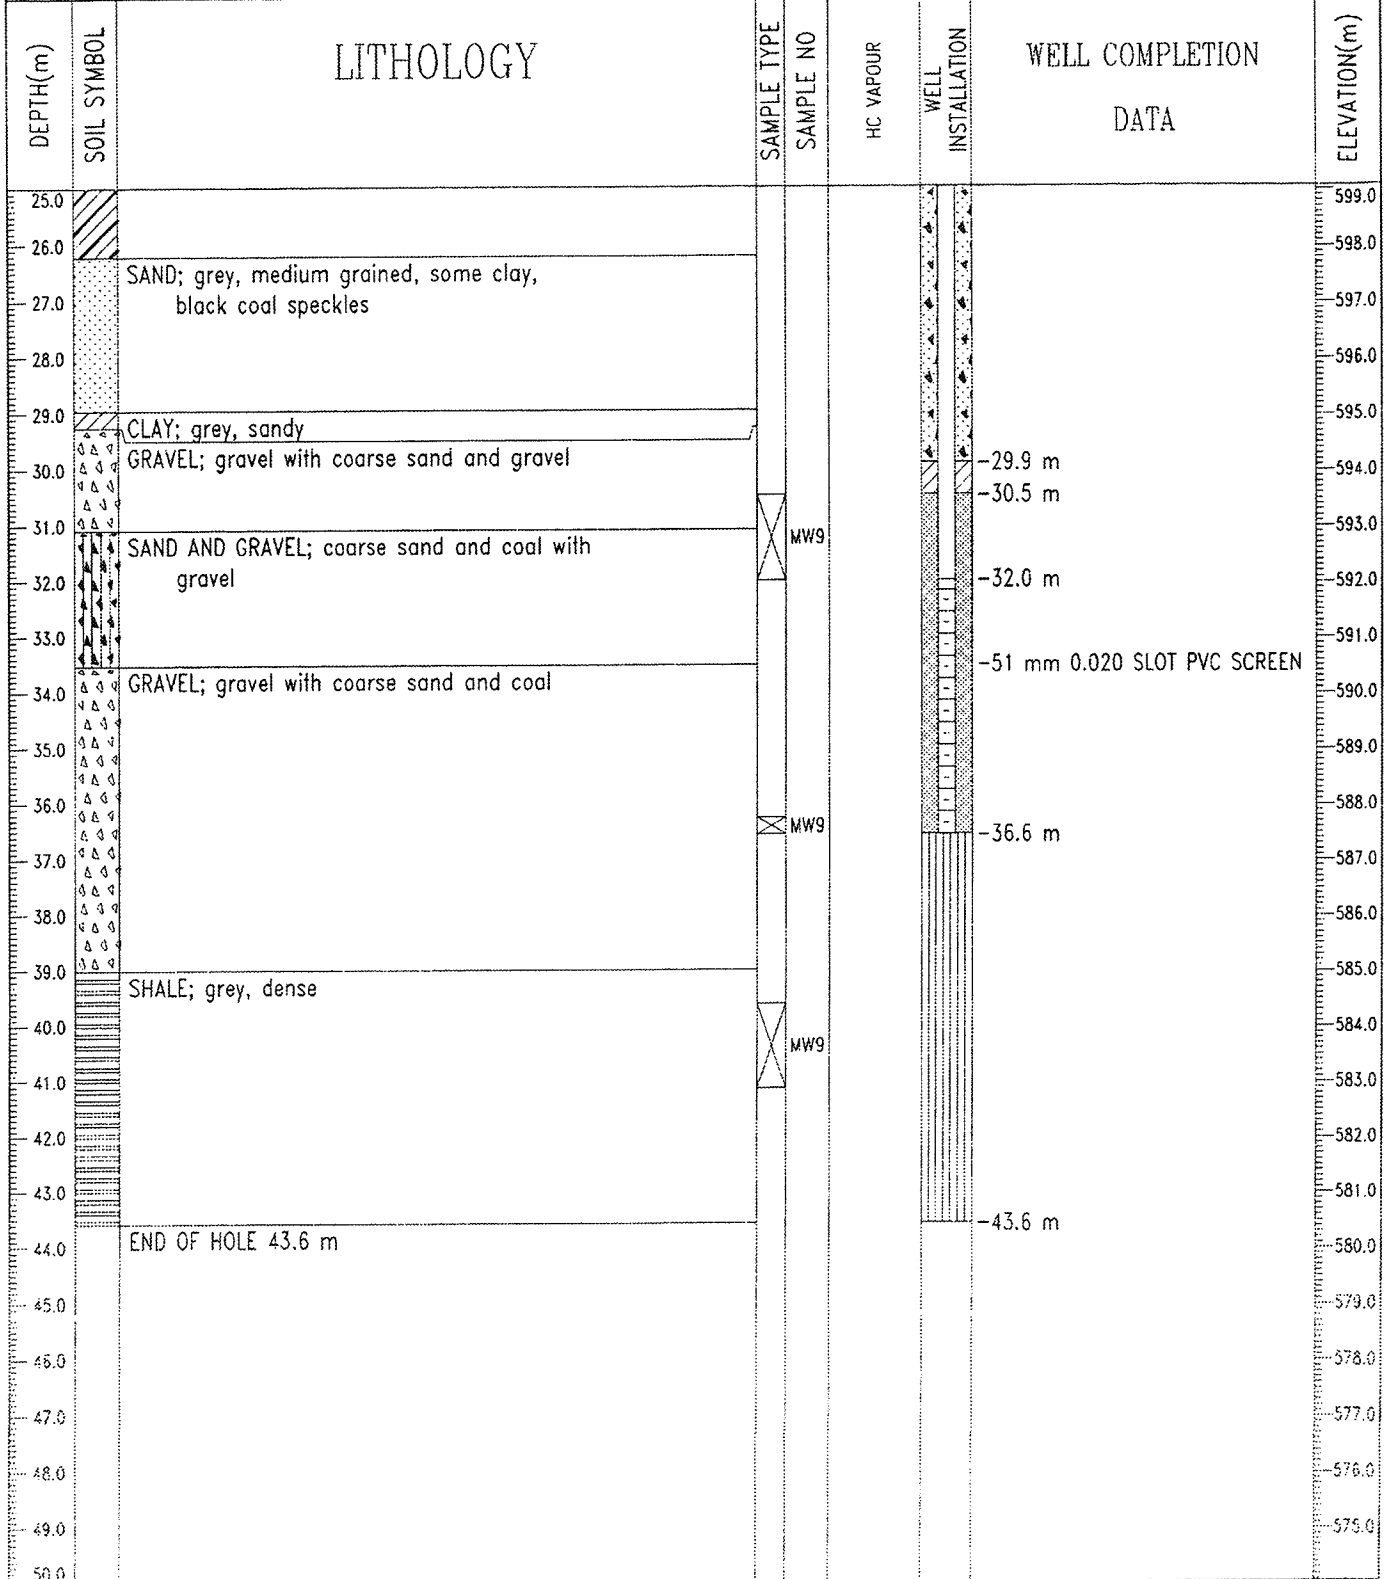 DEPTH(m)
SOIL SYMBOL
LITHOLOGY
SAMPLE TYPE
SAMPLE NO
HC VAPOUR
WELL
INSTALLATION
WELL COMPLETION
DATA
ELEVATION(m)
25.0
26.0
27.0
28.0
29.0
30.0
31.0
32.0
33.0
34.0
35.0
36.0
37.0
38.0
39.0
40.0
41.0
42.0
43.0
44.0
45.0
46.0
47.0
48.0
49.0
50.0
SAND; grey, medium grained, some clay,
black coal speckles
CLAY; grey, sandy
GRAVEL; gravel with coarse sand and gravel
SAND AND GRAVEL; coarse sand and coal with
gravel
GRAVEL; gravel with coarse sand and coal
SHALE; grey, dense
END OF HOLE 43.6 m
MW9
MW9
MW9
-29.9 m
-30.5 m
-32.0 m
-51 mm 0.020 SLOT PVC SCREEN
-36.6 m
-43.6 m
599.0
598.0
597.0
596.0
595.0
594.0
593.0
592.0
591.0
590.0
589.0
588.0
587.0
586.0
585.0
584.0
583.0
582.0
581.0
580.0
579.0
578.0
577.0
576.0
575.0